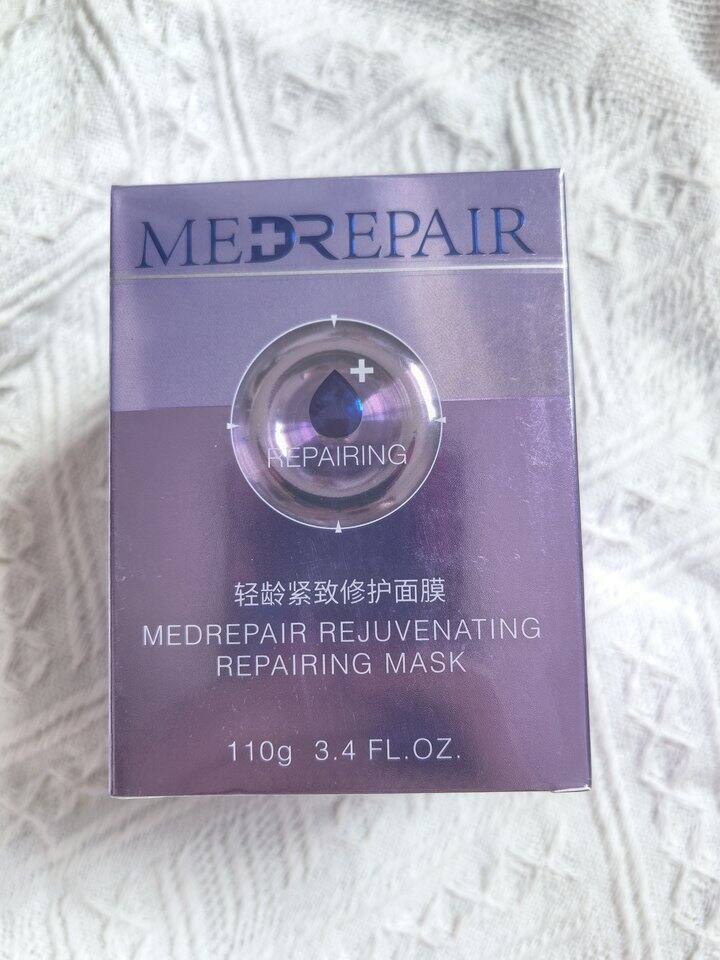 MEDREPAIR
REPAIRING
轻龄紧致修护面膜
MEDREPAIR REJUVENATING
REPAIRING MASK
110g 3.4 FL.OZ.